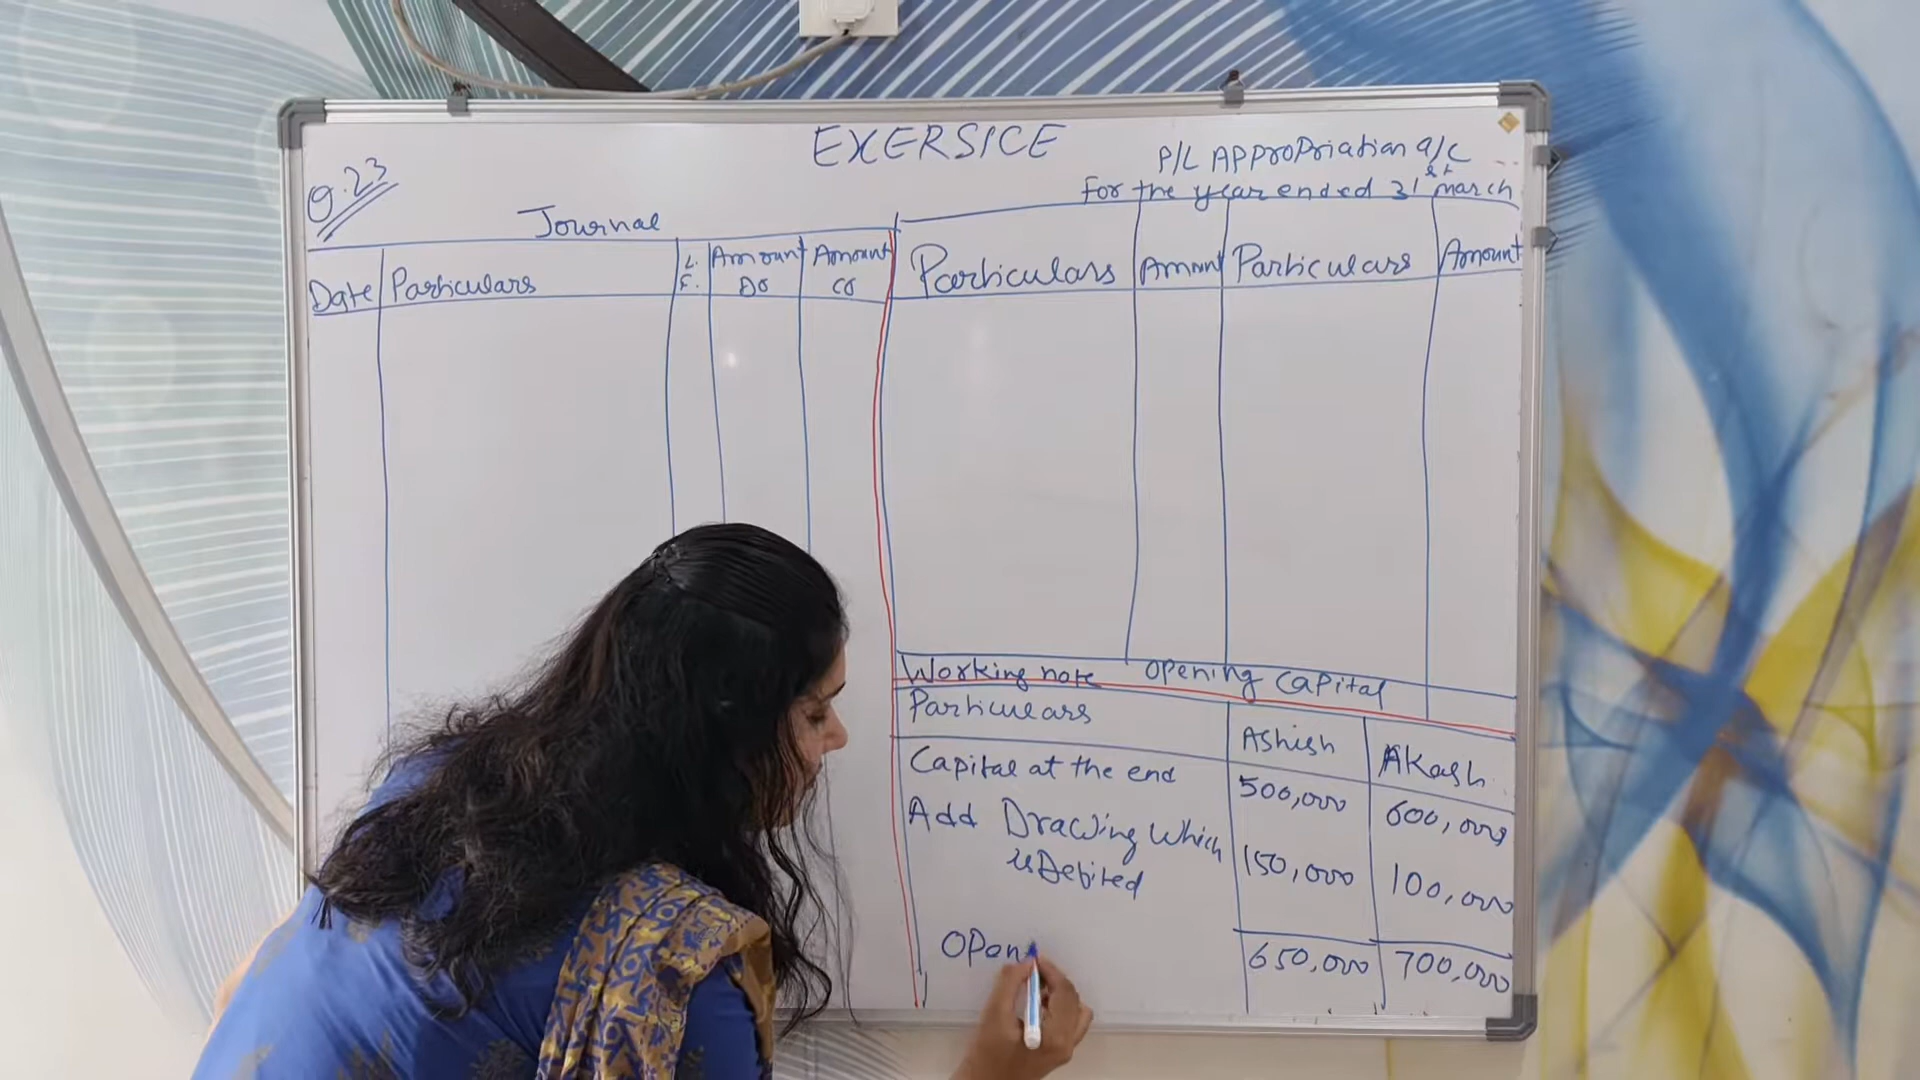 EXERSICE
Q.23
P/L APProPriation a/c
For the year ended 31st march
Journal
Date Particulars L.F. Amount Dr Amount Cr
Particulars Amount Particulars Amount
Working note Opening Capital
Particulars Ashish Akash
Capital at the end 500,000 600,000
Add Drawing which
is Debited 150,000 100,000
OPen 650,000 700,000